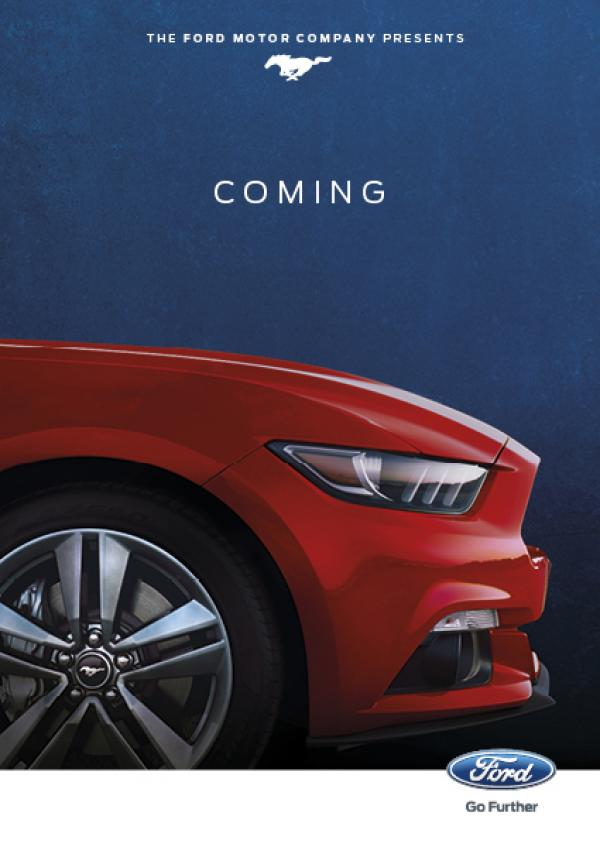 THE FORD MOTOR COMPANY PRESENTS
COMING
Ford
Go Further